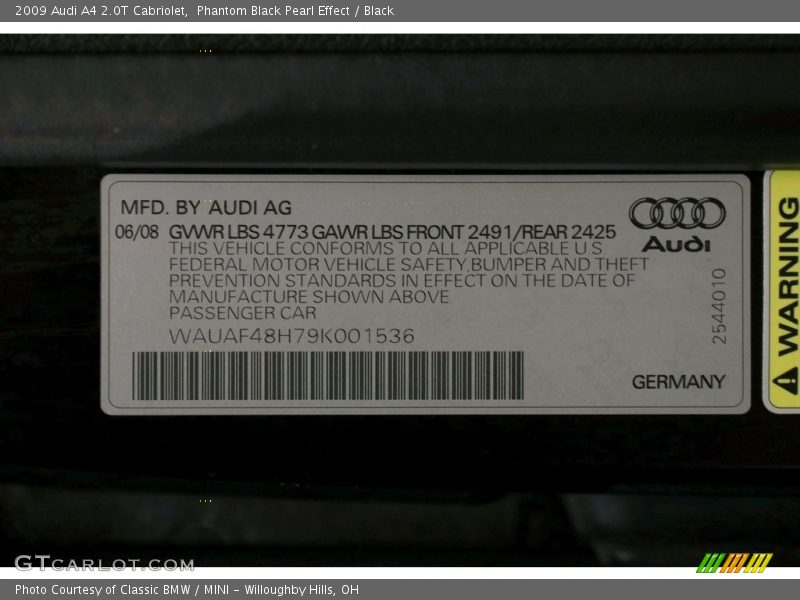 2009 Audi A4 2.0T Cabriolet,  Phantom Black Pearl Effect / Black
MFD. BY AUDI AG
06/08 GVWR LBS 4773 GAWR LBS FRONT 2491/REAR 2425
THIS VEHICLE CONFORMS TO ALL APPLICABLE U S
FEDERAL MOTOR VEHICLE SAFETY,BUMPER AND THEFT
PREVENTION STANDARDS IN EFFECT ON THE DATE OF
MANUFACTURE SHOWN ABOVE
PASSENGER CAR
WAUAF48H79K001536
Audi
2544010
GERMANY
WARNING
GTcarlot.com
Photo Courtesy of Classic BMW / MINI - Willoughby Hills, OH